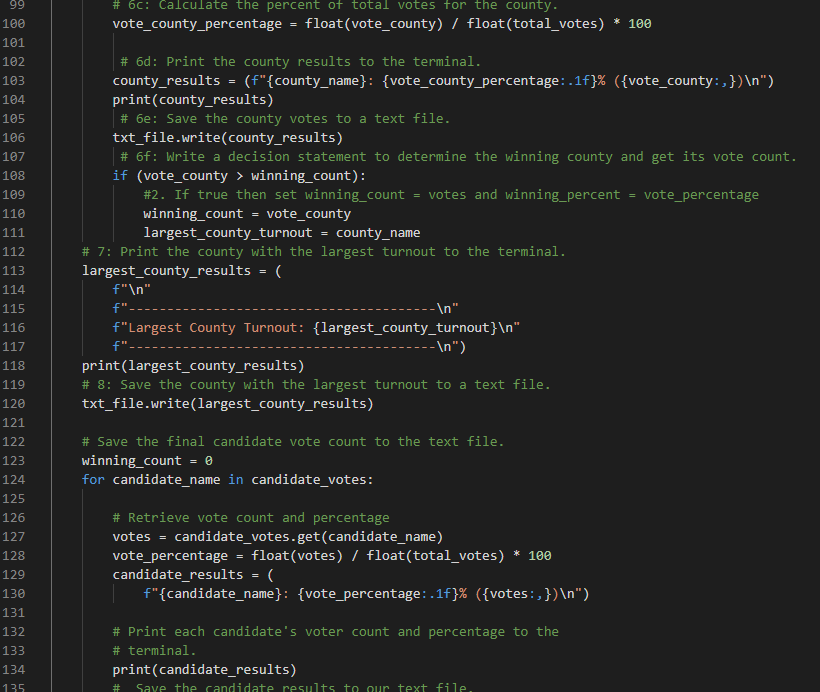 99 # 6c: Calculate the percent of total votes for the county.
100 vote_county_percentage = float(vote_county) / float(total_votes) * 100
101
102 # 6d: Print the county results to the terminal.
103 county_results = (f"{county_name}: {vote_county_percentage:.1f}% ({vote_county:,})\n")
104 print(county_results)
105 # 6e: Save the county votes to a text file.
106 txt_file.write(county_results)
107 # 6f: Write a decision statement to determine the winning county and get its vote count.
108 if (vote_county > winning_count):
109 #2. If true then set winning_count = votes and winning_percent = vote_percentage
110 winning_count = vote_county
111 largest_county_turnout = county_name
112 # 7: Print the county with the largest turnout to the terminal.
113 largest_county_results = (
114 f"\n"
115 f"----------------------------------------\n"
116 f"Largest County Turnout: {largest_county_turnout}\n"
117 f"----------------------------------------\n")
118 print(largest_county_results)
119 # 8: Save the county with the largest turnout to a text file.
120 txt_file.write(largest_county_results)
121
122 # Save the final candidate vote count to the text file.
123 winning_count = 0
124 for candidate_name in candidate_votes:
125
126 # Retrieve vote count and percentage
127 votes = candidate_votes.get(candidate_name)
128 vote_percentage = float(votes) / float(total_votes) * 100
129 candidate_results = (
130 f"{candidate_name}: {vote_percentage:.1f}% ({votes:,})\n")
131
132 # Print each candidate's voter count and percentage to the
133 # terminal.
134 print(candidate_results)
135 #  Save the candidate results to our text file.